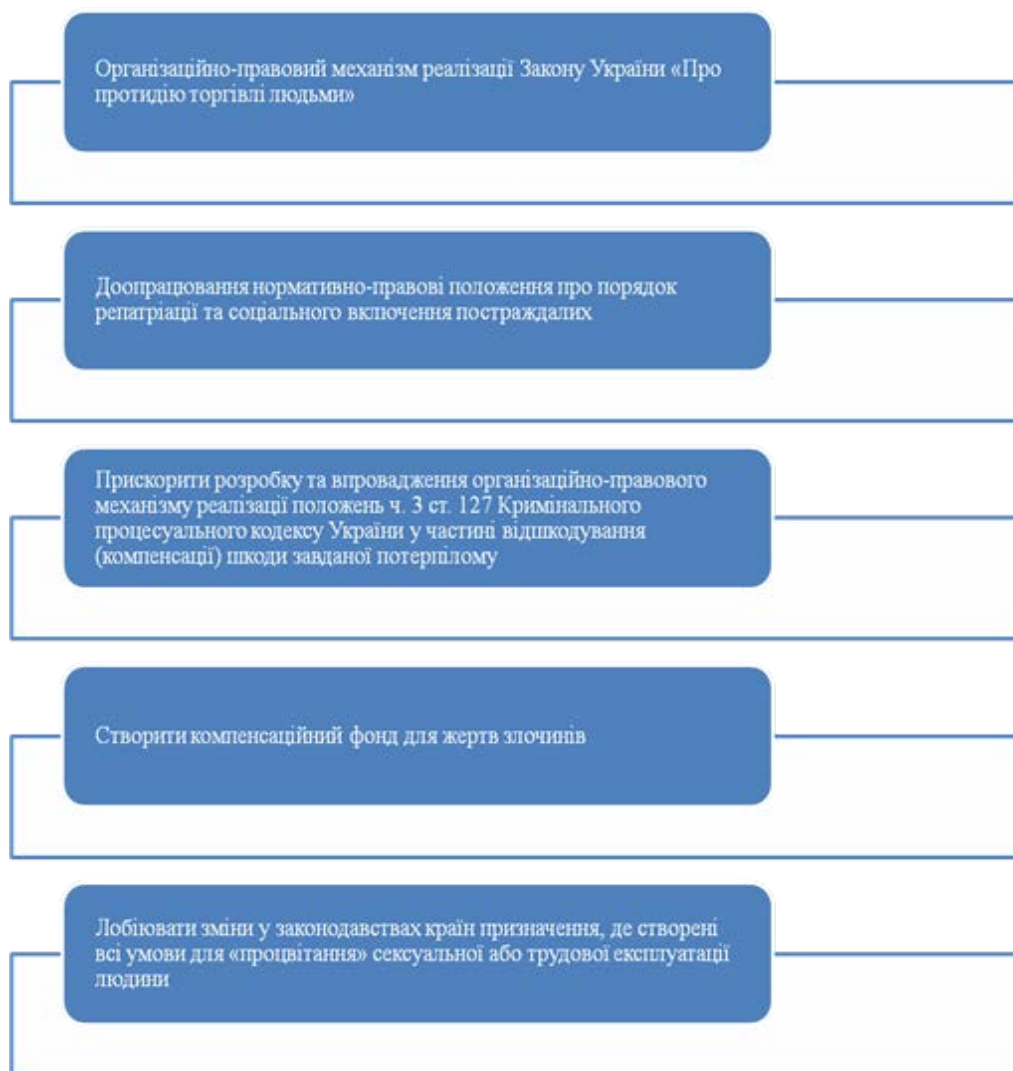 Організаційно-правовий механізм реалізації Закону України «Про
протидію торгівлі людьми»
Доопрацювання нормативно-правові положення про порядок
репатріації та соціального включення постраждалих
Прискорити розробку та впровадження організаційно-правового
механізму реалізації положень ч. 3 ст. 127 Кримінального
процесуального кодексу України у частині відшкодування
(компенсації) шкоди завданої потерпілому
Створити компенсаційний фонд для жертв злочинів
Лобіювати зміни у законодавствах країн призначення, де створені
всі умови для «процвітання» сексуальної або трудової експлуатації
людини